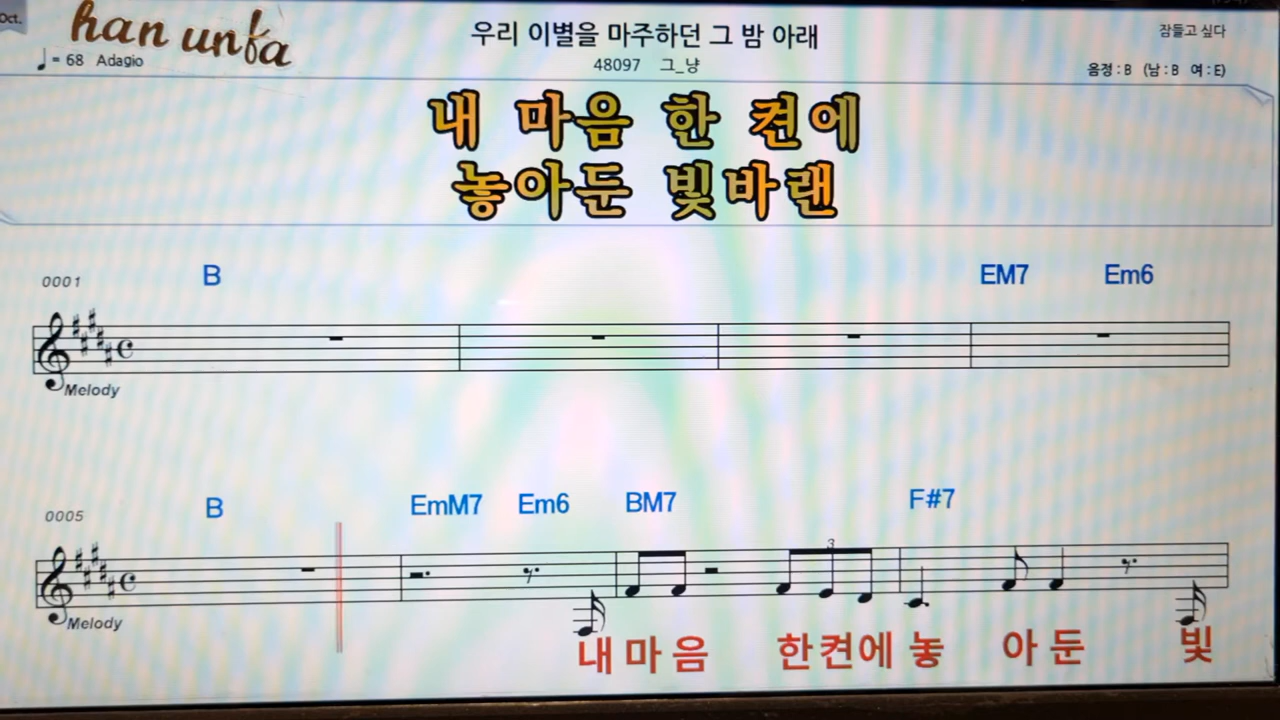 Oct.
han unfa
우리 이별을 마주하던 그 밤 아래
잠들고 싶다
♩= 68 Adagio
48097 그_냥
음정 : B (남 : B 여 : E)
내 마음 한 켠에
놓아둔 빛바랜
0001 B EM7 Em6
Melody
0005 B EmM7 Em6 BM7 F#7
3
Melody
내 마 음 한 켠 에 놓 아 둔 빛